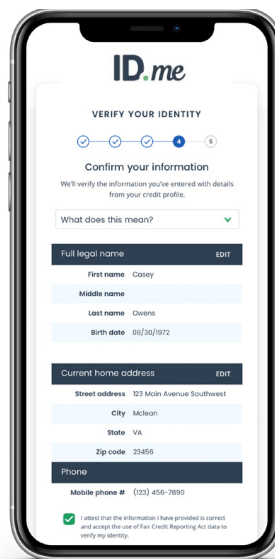 ID.me
VERIFY YOUR IDENTITY
4 5
Confirm your information
We'll verify the information you've entered with details
from your credit profile.
What does this mean?
Full legal name EDIT
First name Casey
Middle name
Last name Owens
Birth date 08/30/1972
Current home address EDIT
Street address 123 Main Avenue Southwest
City Mclean
State VA
Zip code 23456
Phone
Mobile phone # (123) 456-7890
I attest that the information I have provided is correct
and accept the use of Fair Credit Reporting Act data to
verify my identity.